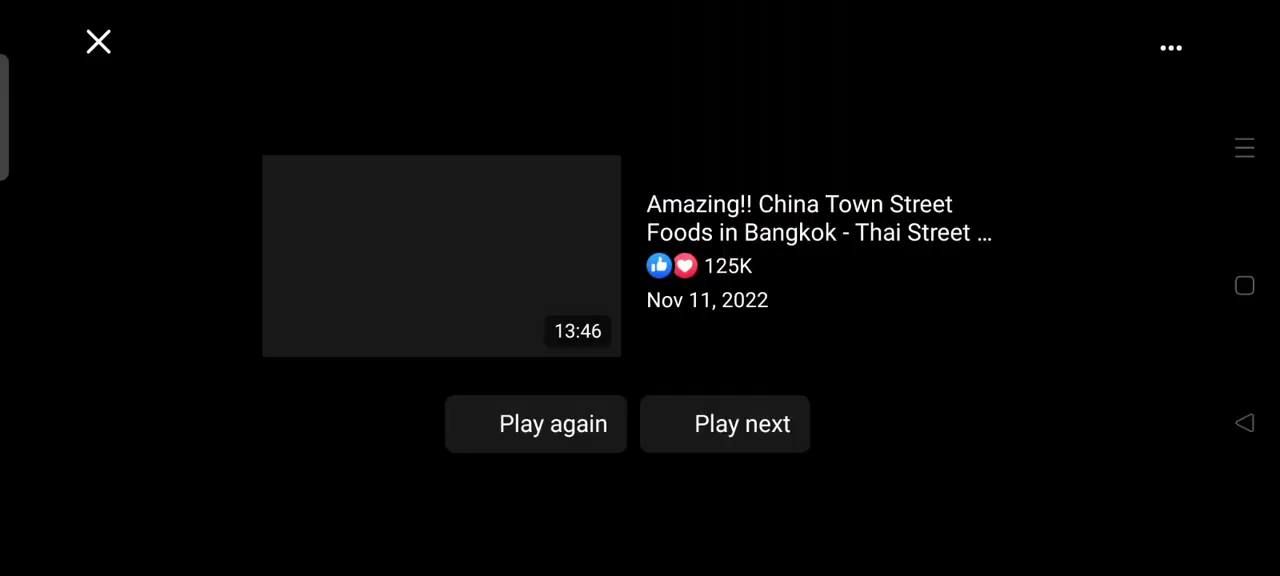 Amazing!! China Town Street
Foods in Bangkok - Thai Street ...
125K
Nov 11, 2022
13:46
Play again
Play next